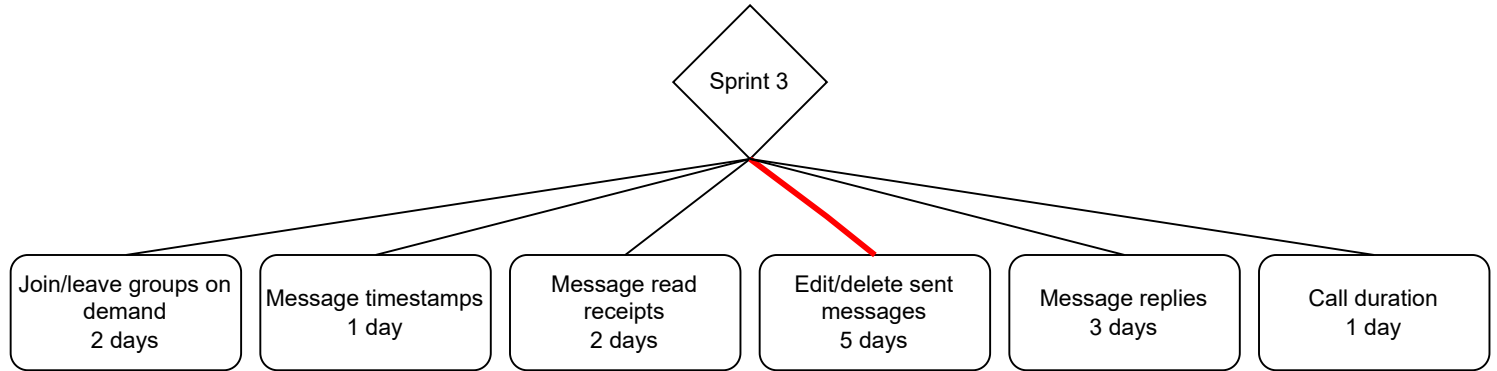 Sprint 3
Join/leave groups on
demand
2 days
Message timestamps
1 day
Message read
receipts
2 days
Edit/delete sent
messages
5 days
Message replies
3 days
Call duration
1 day